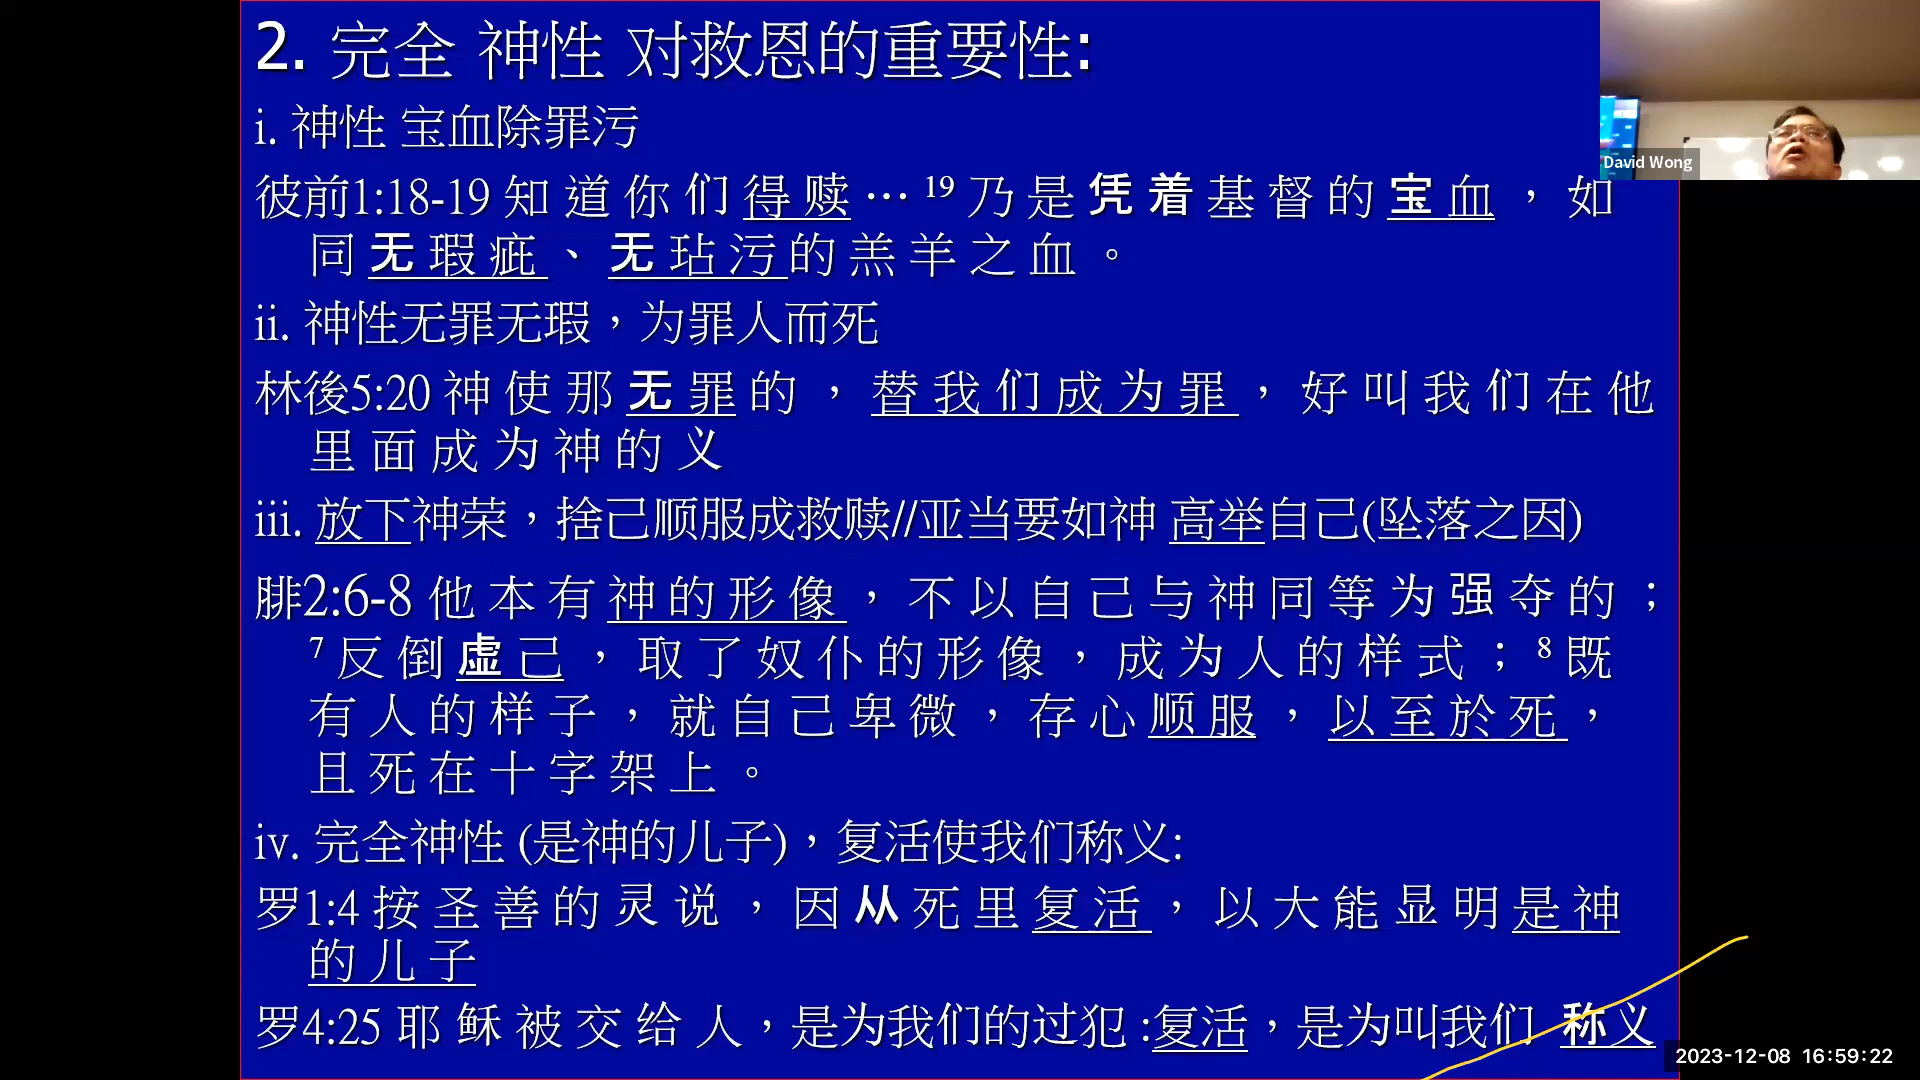 2. 完全 神性 对救恩的重要性:
i. 神性 宝血除罪污
彼前1:18-19 知 道 你 们 得 赎 … 19 乃 是 凭 着 基 督 的 宝 血 ， 如
同 无 瑕 疵 、 无 玷 污 的 羔 羊 之 血 。
ii. 神性无罪无瑕，为罪人而死
林後5:20 神 使 那 无 罪 的 ， 替 我 们 成 为 罪 ， 好 叫 我 们 在 他
里 面 成 为 神 的 义
iii. 放下神荣，捨己顺服成救赎//亚当要如神 高举自己(坠落之因)
腓2:6-8 他 本 有 神 的 形 像 ， 不 以 自 己 与 神 同 等 为 强 夺 的 ；
7 反 倒 虚 己 ， 取 了 奴 仆 的 形 像 ， 成 为 人 的 样 式 ； 8 既
有 人 的 样 子 ， 就 自 己 卑 微 ， 存 心 顺 服 ， 以 至 於 死 ，
且 死 在 十 字 架 上 。
iv. 完全神性 (是神的儿子)，复活使我们称义:
罗1:4 按 圣 善 的 灵 说 ， 因 从 死 里 复 活 ， 以 大 能 显 明 是 神
的 儿 子
罗4:25 耶 稣 被 交 给 人，是为我们的过犯 :复活，是为叫我们 称义
David Wong
2023-12-08 16:59:22